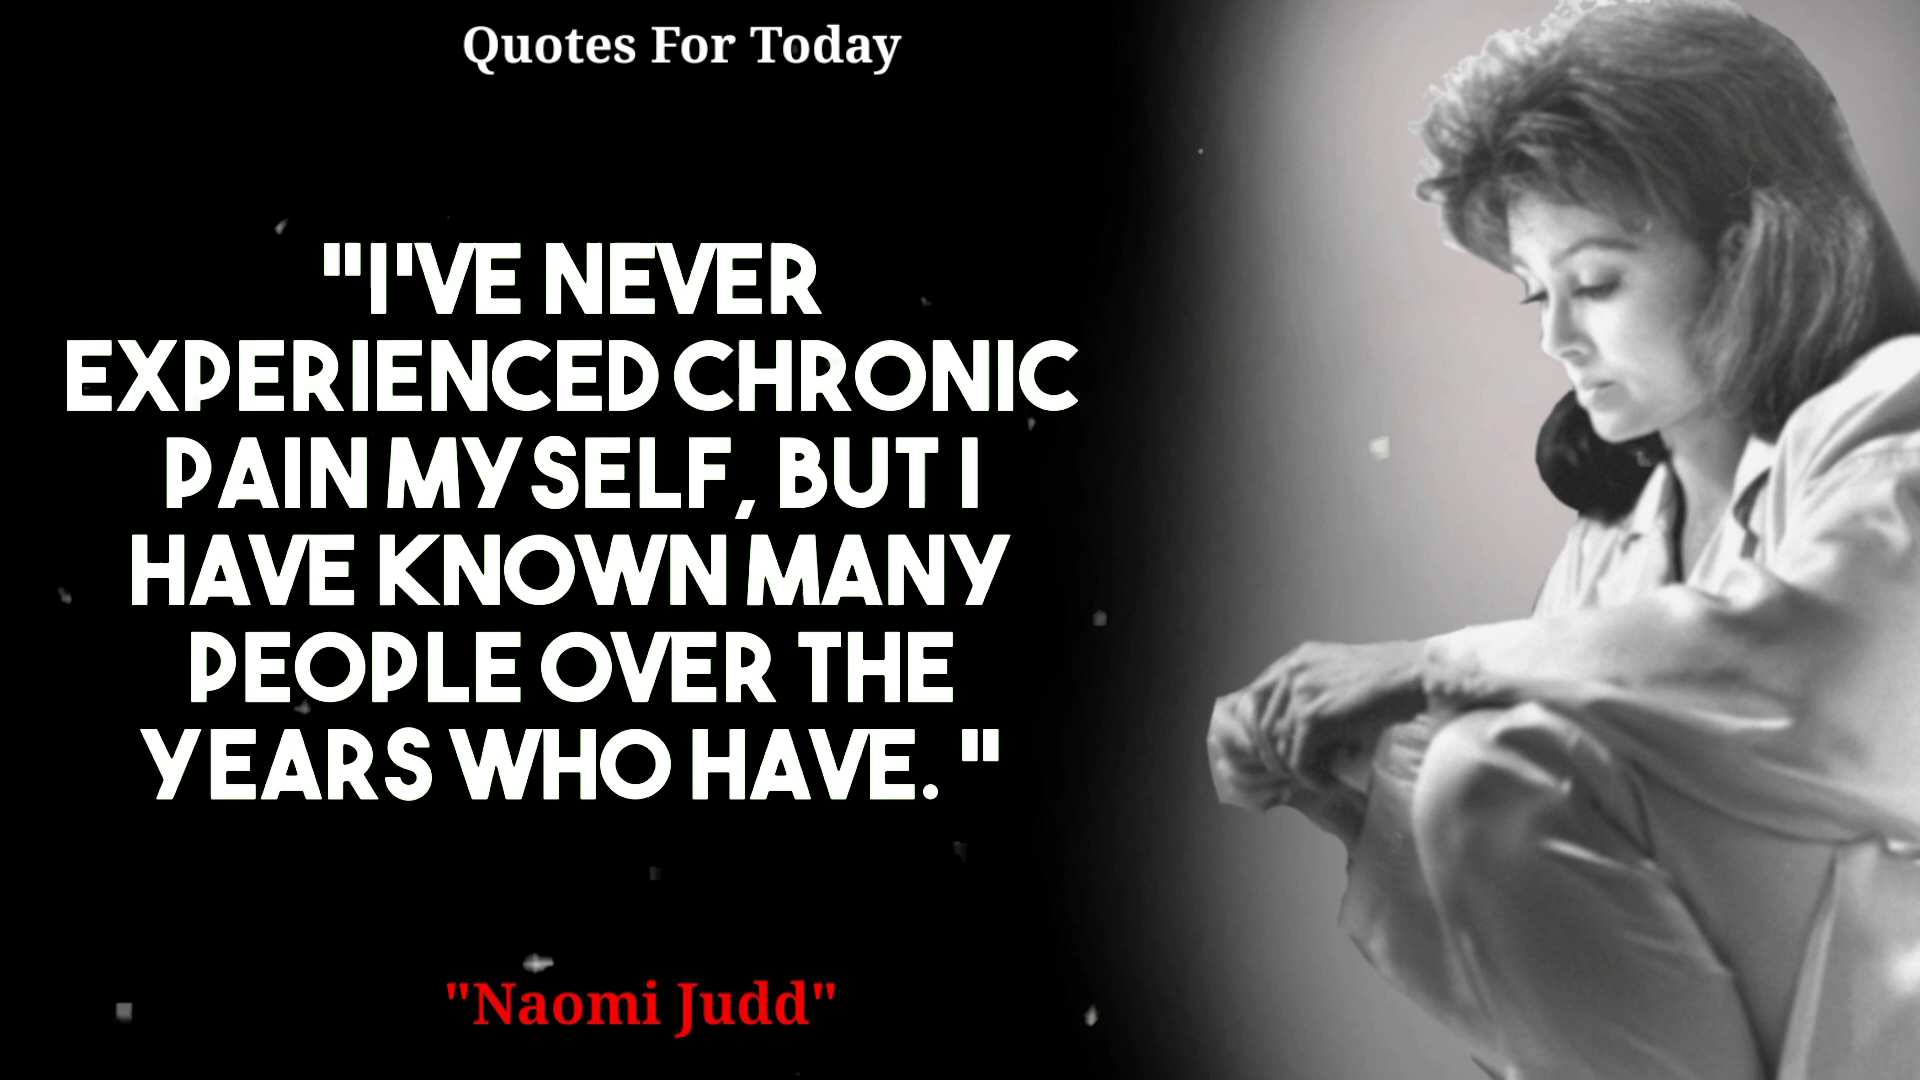 Quotes For Today
"I'VE NEVER
EXPERIENCED CHRONIC
PAIN MYSELF, BUT I
HAVE KNOWN MANY
PEOPLE OVER THE
YEARS WHO HAVE. "
"Naomi Judd"